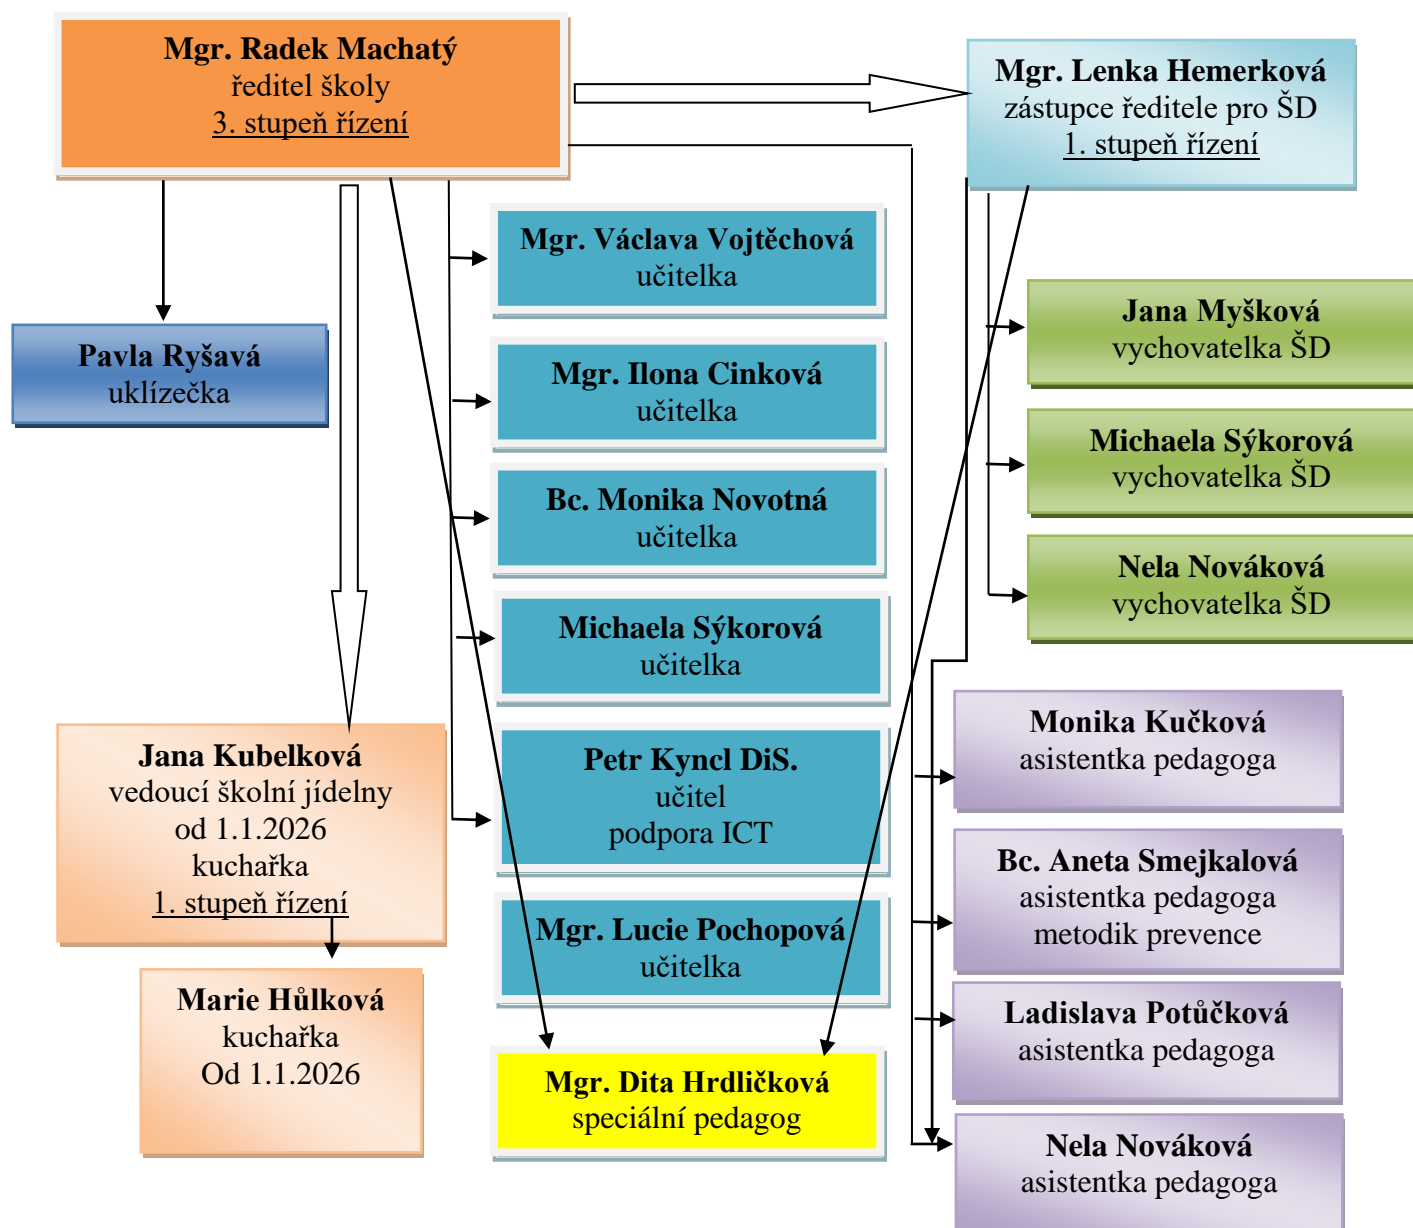 Mgr. Radek Machatý
ředitel školy
3. stupeň řízení
Mgr. Lenka Hemerková
zástupce ředitele pro ŠD
1. stupeň řízení
Pavla Ryšavá
uklízečka
Mgr. Václava Vojtěchová
učitelka
Mgr. Ilona Cinková
učitelka
Bc. Monika Novotná
učitelka
Michaela Sýkorová
učitelka
Petr Kyncl DiS.
učitel
podpora ICT
Mgr. Lucie Pochopová
učitelka
Mgr. Dita Hrdličková
speciální pedagog
Jana Kubelková
vedoucí školní jídelny
od 1.1.2026
kuchařka
1. stupeň řízení
Marie Hůlková
kuchařka
Od 1.1.2026
Jana Myšková
vychovatelka ŠD
Michaela Sýkorová
vychovatelka ŠD
Nela Nováková
vychovatelka ŠD
Monika Kučková
asistentka pedagoga
Bc. Aneta Smejkalová
asistentka pedagoga
metodik prevence
Ladislava Potůčková
asistentka pedagoga
Nela Nováková
asistentka pedagoga